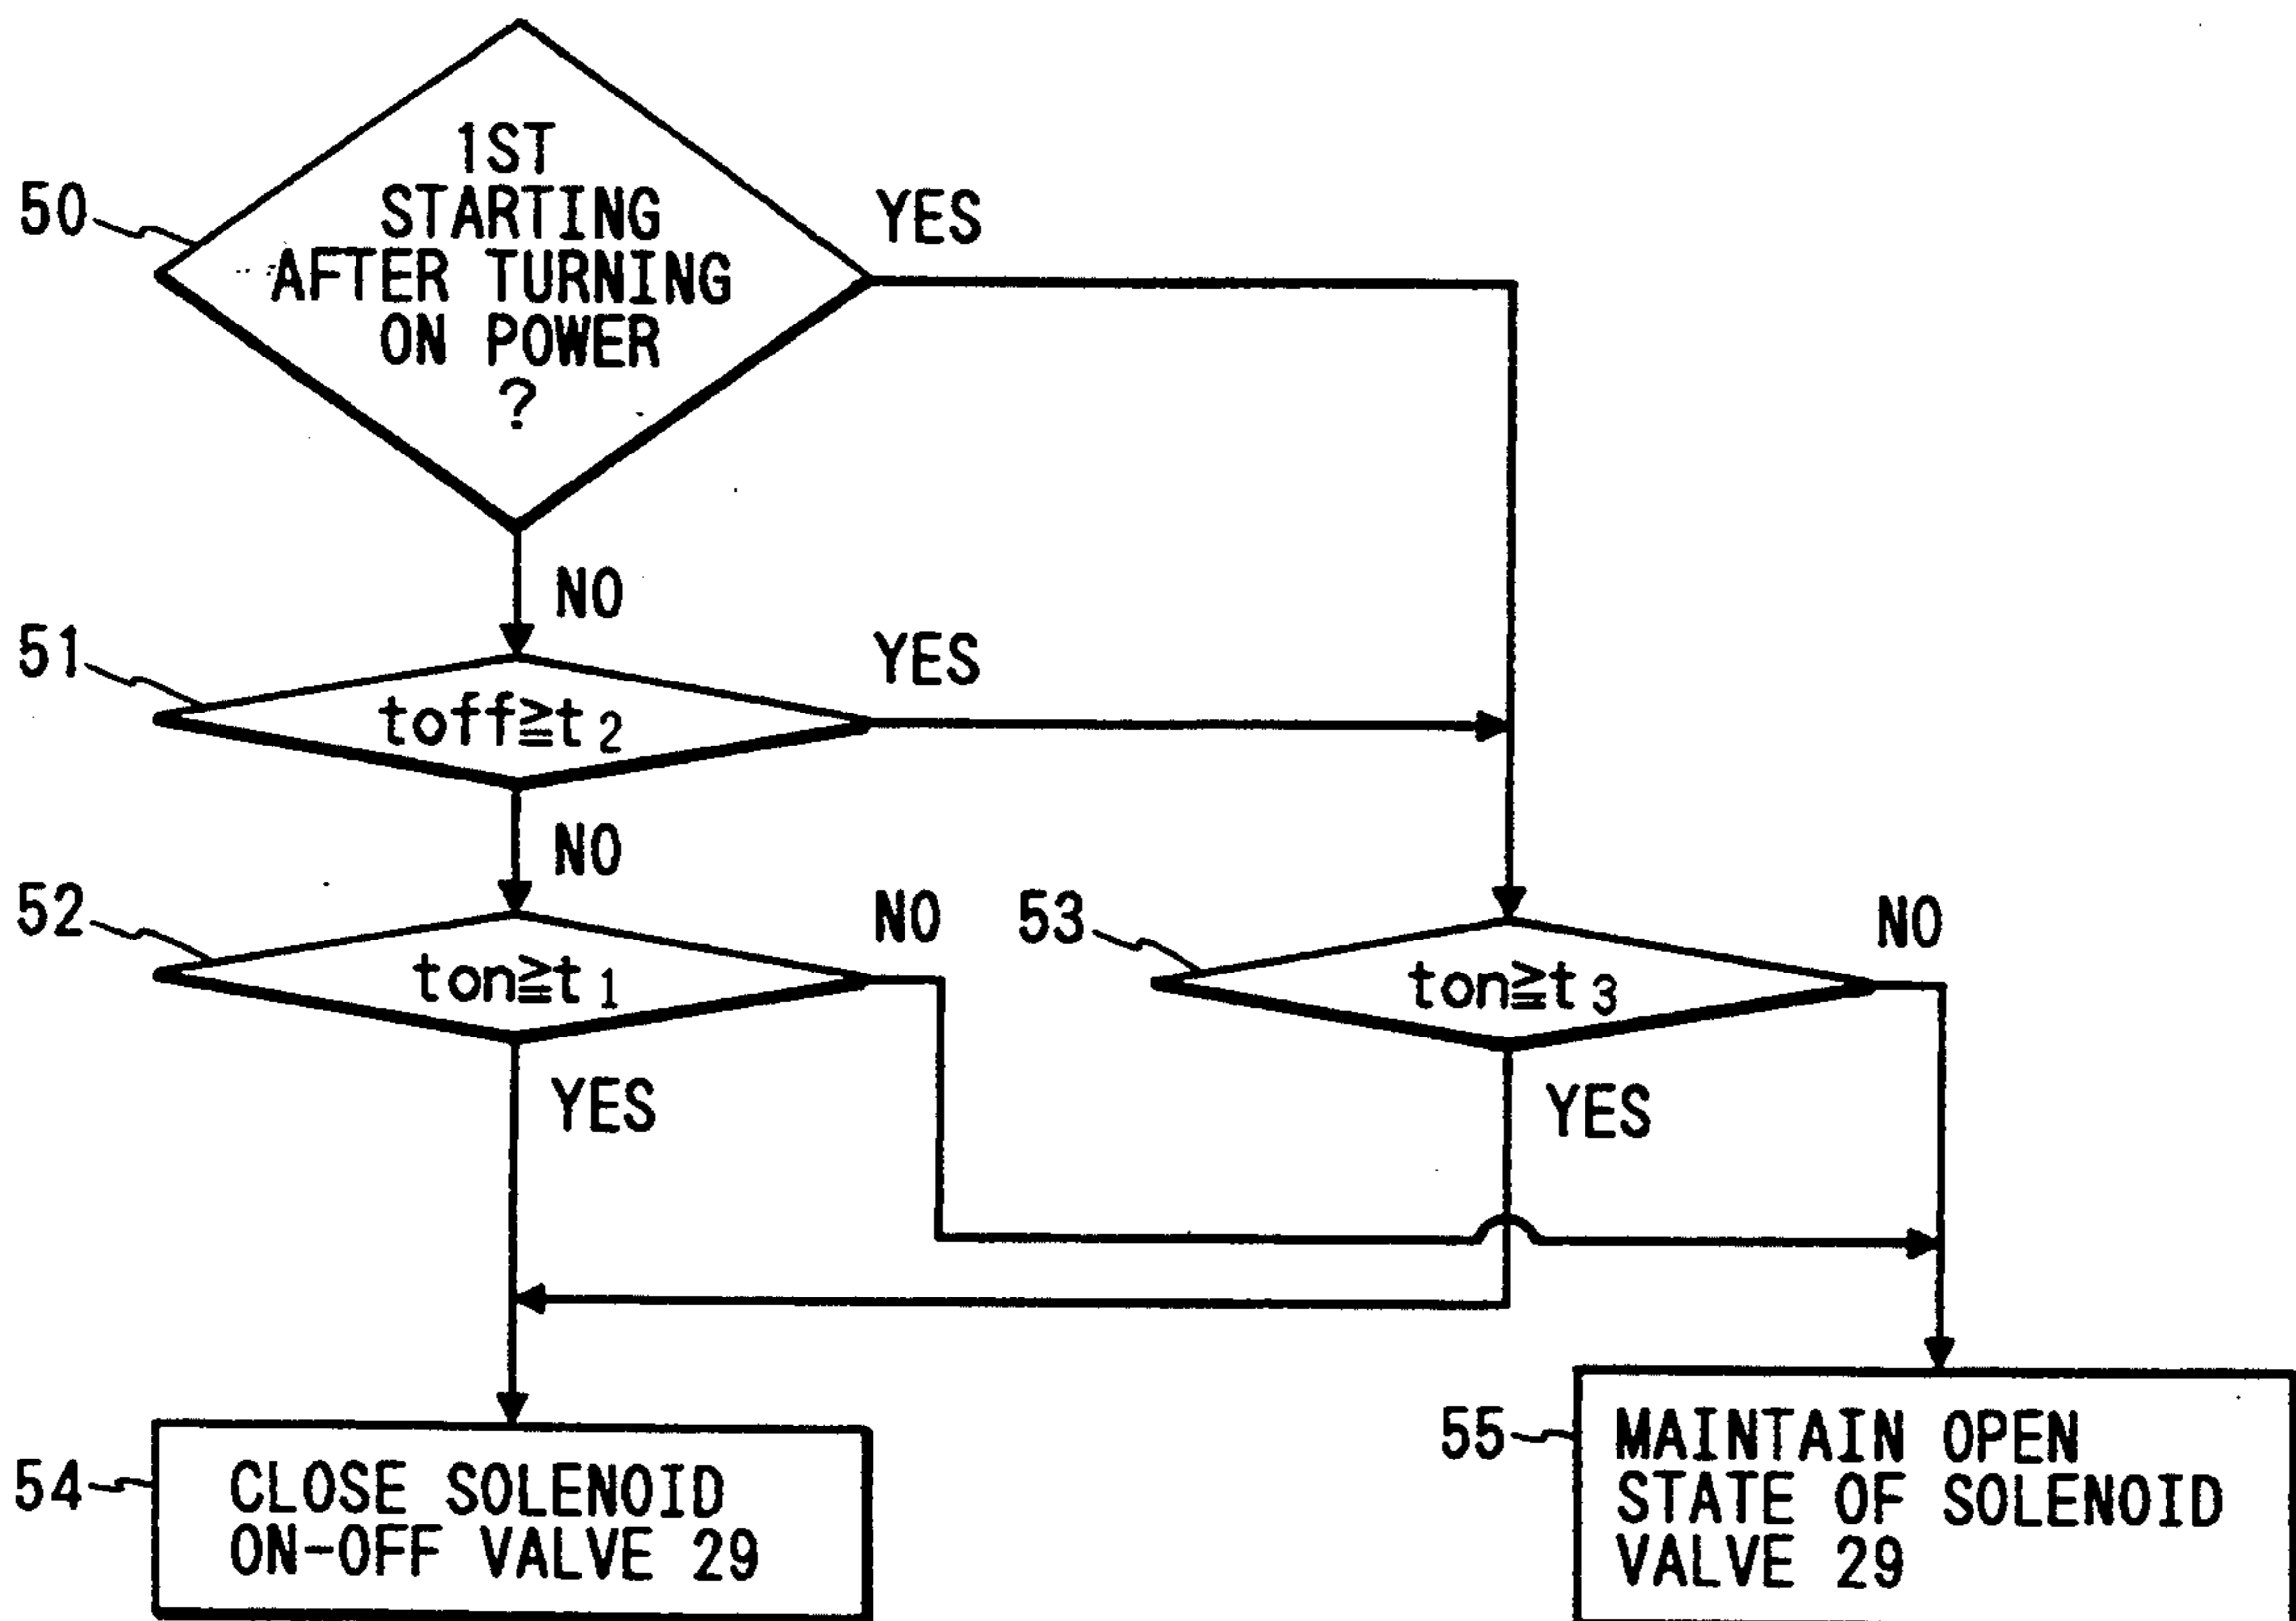 1ST
STARTING
AFTER TURNING
ON POWER
?
50
YES
NO
51
toff≧t2
YES
NO
52
ton≧t1
NO
YES
53
ton≧t3
NO
YES
54
CLOSE SOLENOID
ON-OFF VALVE 29
55
MAINTAIN OPEN
STATE OF SOLENOID
VALVE 29